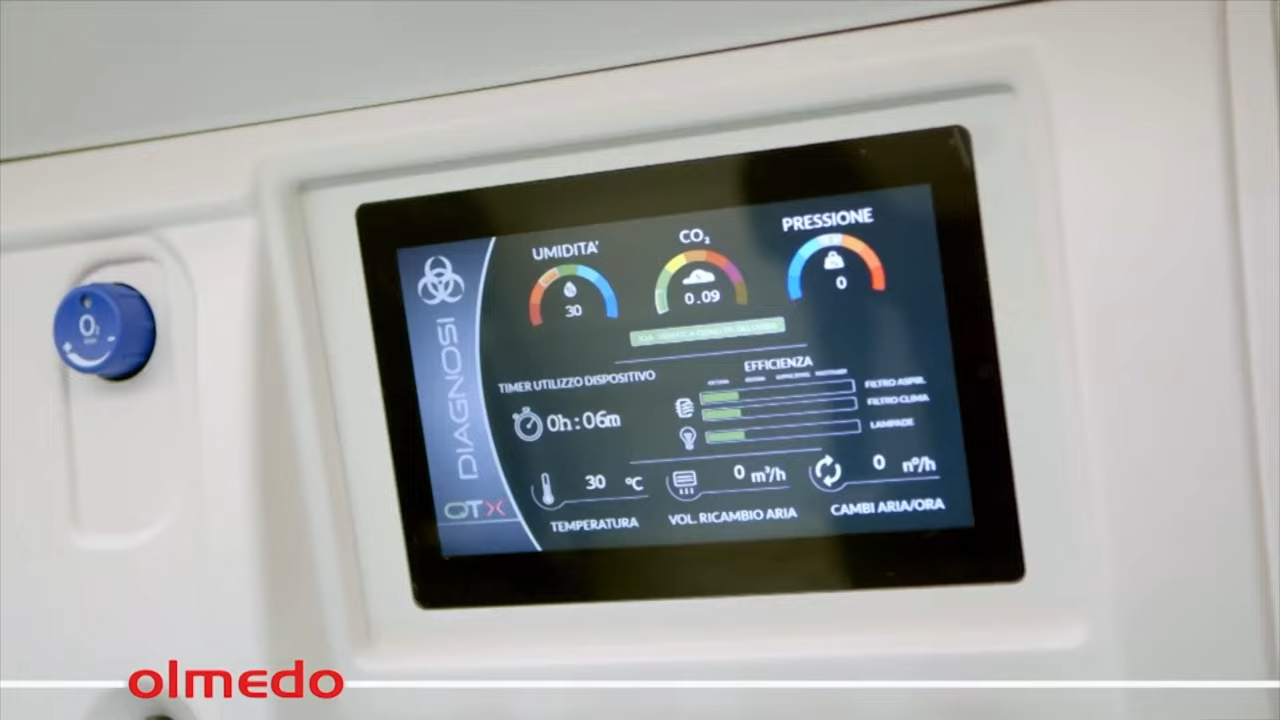 PRESSIONE
CO₂
UMIDITA'
0
0.09
30
O₂
DIAGNOSI
EFFICIENZA
TIMER UTILIZZO DISPOSITIVO
FILTRO ASPIR.
FILTRO CLIMA
0h:06m
LAMPADE
30 °C
0 m³/h
0 n°/h
OTX
TEMPERATURA
VOL. RICAMBIO ARIA
CAMBI ARIA/ORA
olmedo